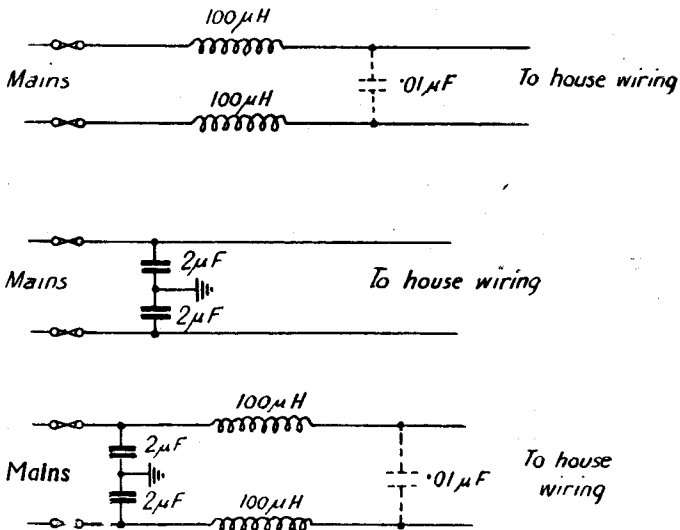 100μH
Mains
·01μF
To house wiring
100μH
Mains
2μF
To house wiring
2μF
100μH
2μF
Mains
·01μF
To house
wiring
2μF
100μH